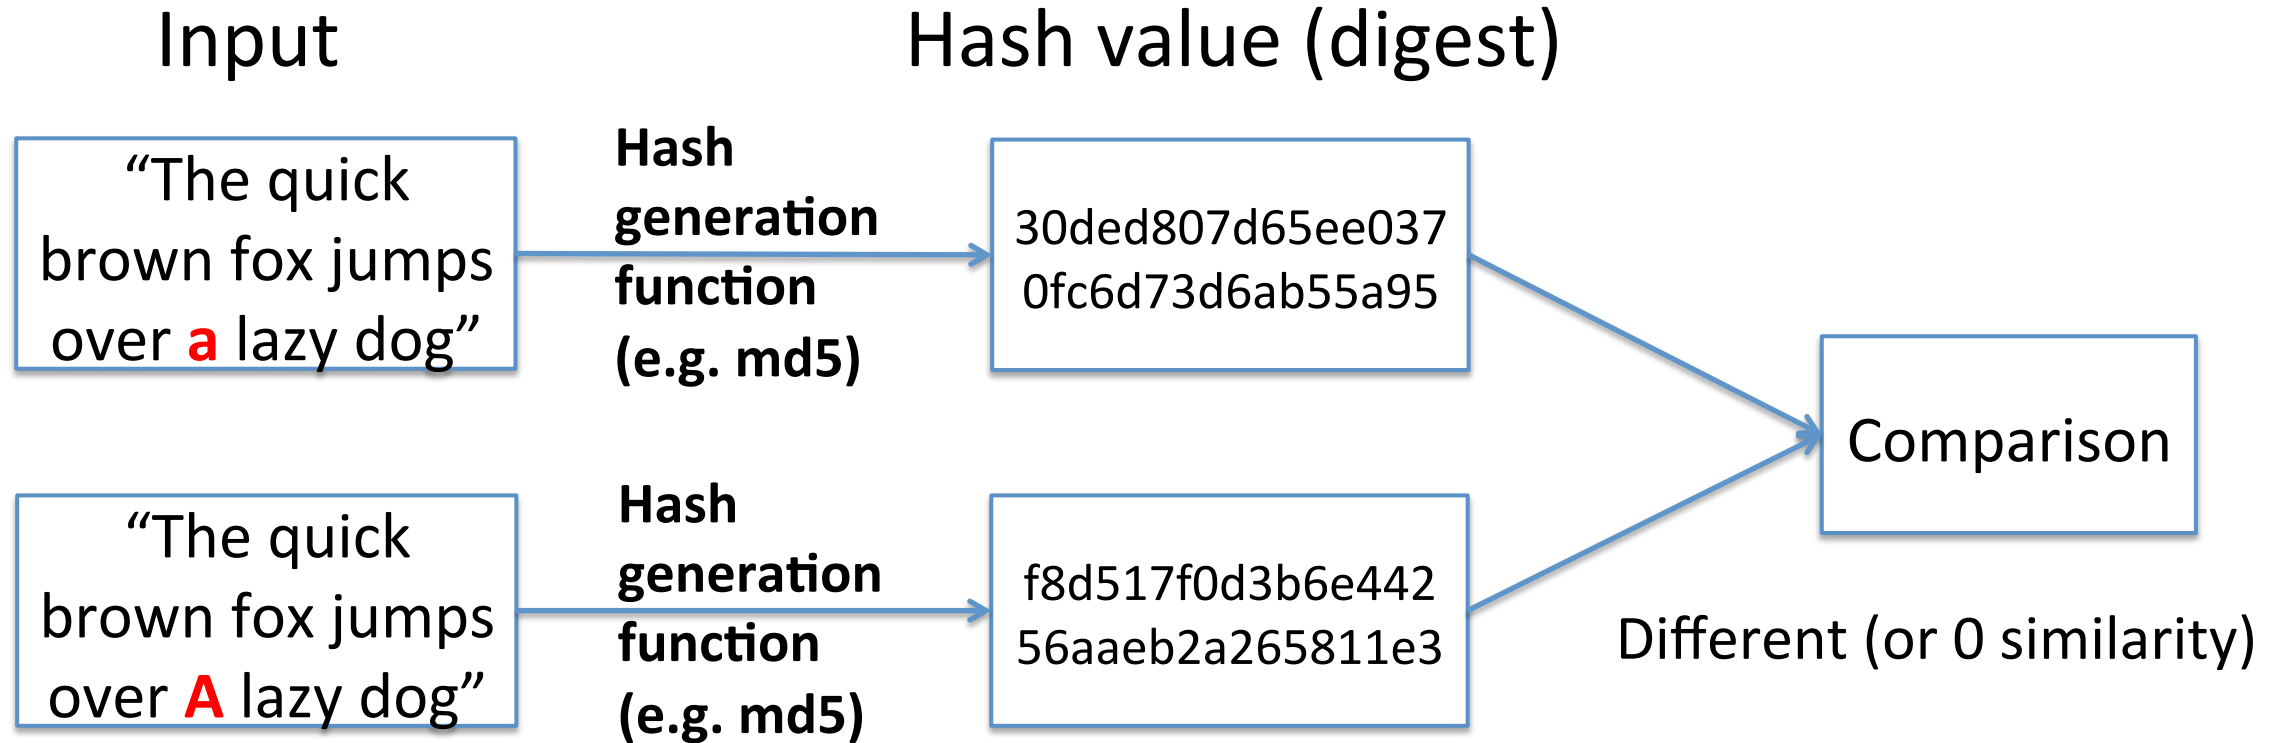 Input
Hash value (digest)
“The quick
brown fox jumps
over a lazy dog”
Hash
generation
function
(e.g. md5)
30ded807d65ee037
0fc6d73d6ab55a95
Comparison
“The quick
brown fox jumps
over A lazy dog”
Hash
generation
function
(e.g. md5)
f8d517f0d3b6e442
56aaeb2a265811e3
Different (or 0 similarity)